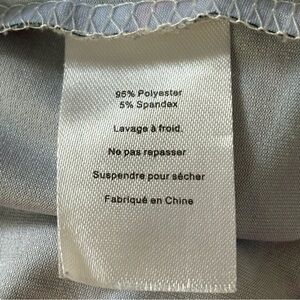 95% Polyester
5% Spandex
Lavage à froid.
Ne pas repasser
Suspendre pour sécher
Fabriqué en Chine